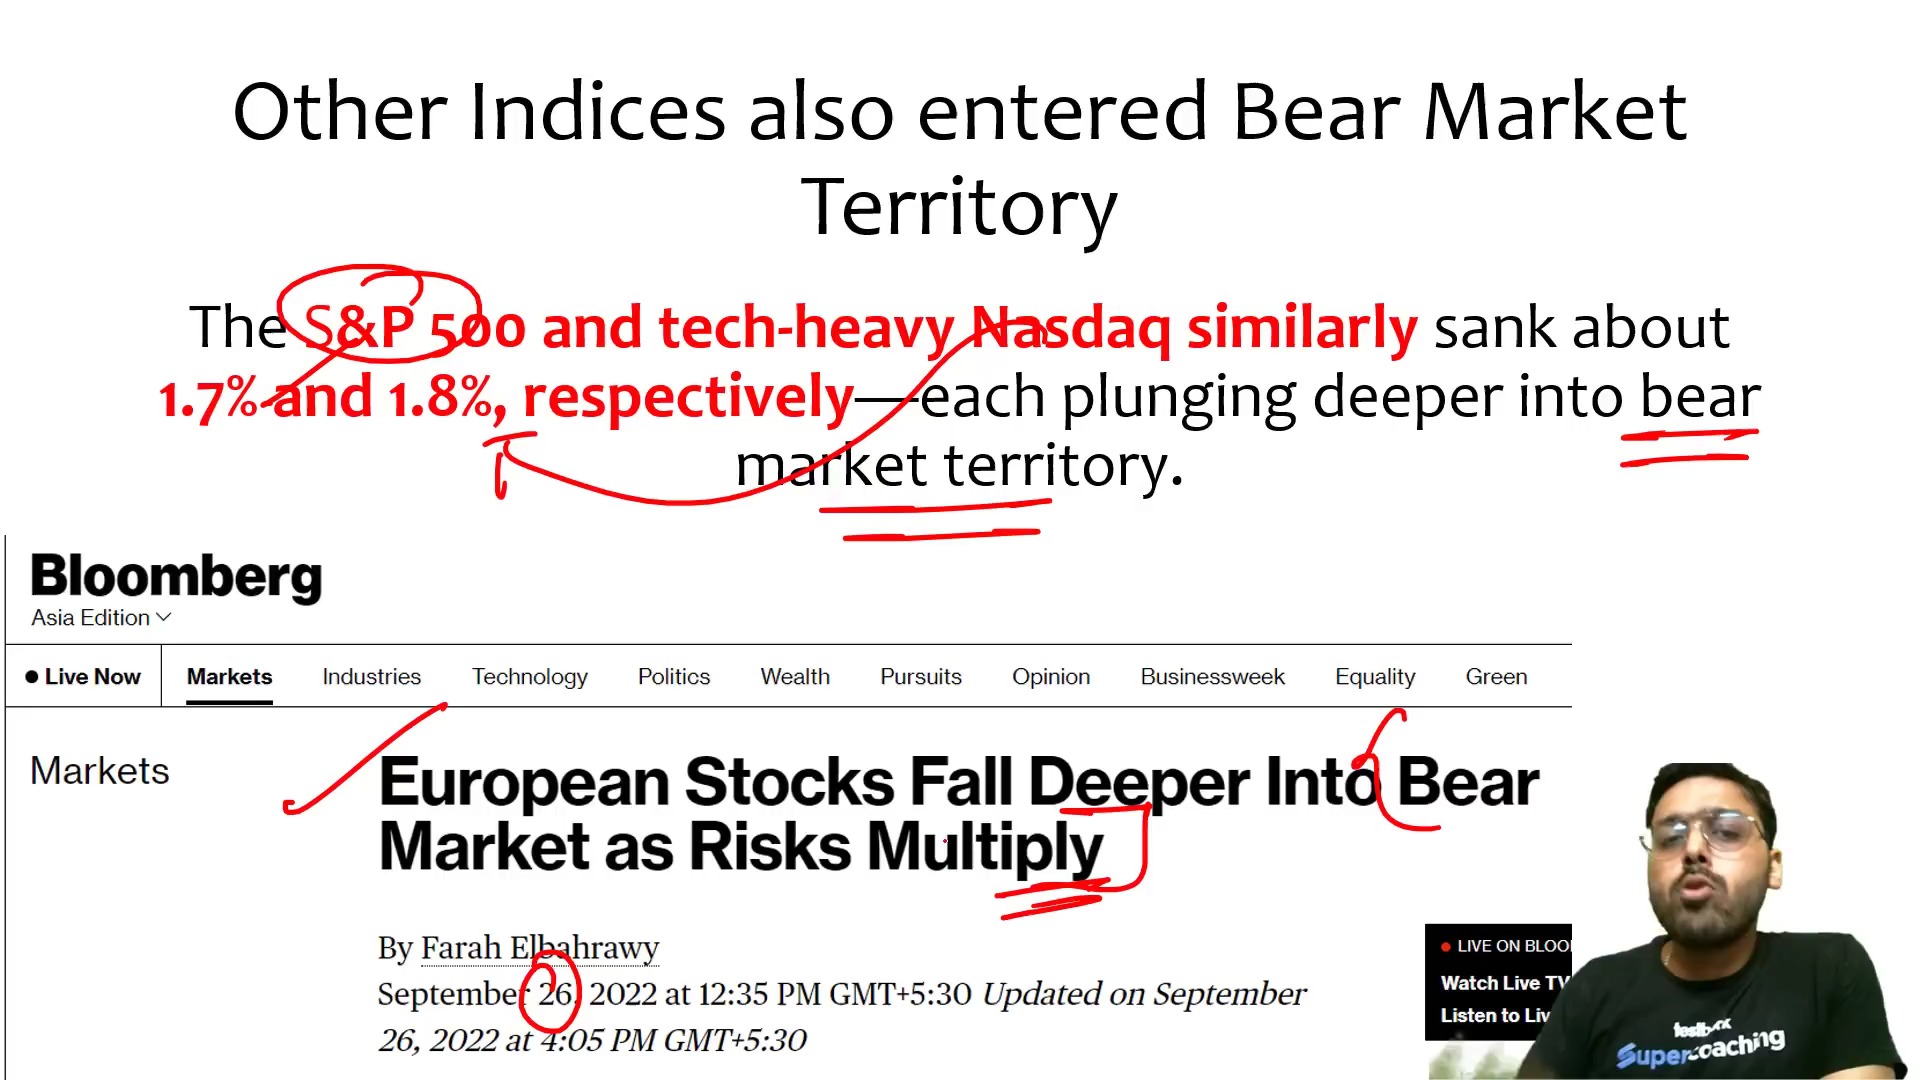 Other Indices also entered Bear Market
Territory
The S&P 500 and tech-heavy Nasdaq similarly sank about
1.7% and 1.8%, respectively—each plunging deeper into bear
market territory.
Bloomberg
Asia Edition
Live Now Markets Industries Technology Politics Wealth Pursuits Opinion Businessweek Equality Green
Markets
European Stocks Fall Deeper Into Bear
Market as Risks Multiply
By Farah Elbahrawy
September 26, 2022 at 12:35 PM GMT+5:30 Updated on September
26, 2022 at 4:05 PM GMT+5:30
LIVE ON BLOO
Watch Live TV
Listen to Liv
testbook
Supercoaching